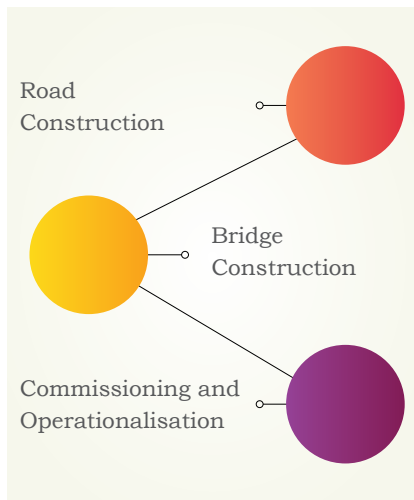 Road
Construction
Bridge
Construction
Commissioning and
Operationalisation